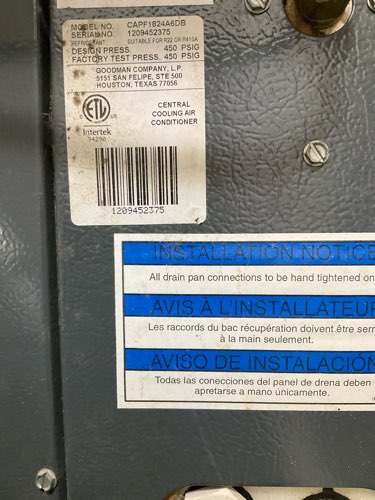 MODEL NO. CAPF1824A6DB
SERIAL NO. 1209452375
REFRIGERANT SUITABLE FOR R22 OR R410A
DESIGN PRESS. 450 PSIG
FACTORY TEST PRESS. 450 PSIG
GOODMAN COMPANY, L.P.
5151 SAN FELIPE, STE 500
HOUSTON, TEXAS 77056
ETL
US
Intertek
94290
CENTRAL
COOLING AIR
CONDITIONER
1209452375
INSTALLATION NOTICE
All drain pan connections to be hand tightened on
AVIS À L'INSTALLATEUR
Les raccords du bac récupération doivent être serr
à la main seulement.
AVISO DE INSTALACIÓN
Todas las conecciones del panel de drena deben
apretarse a mano únicamente.